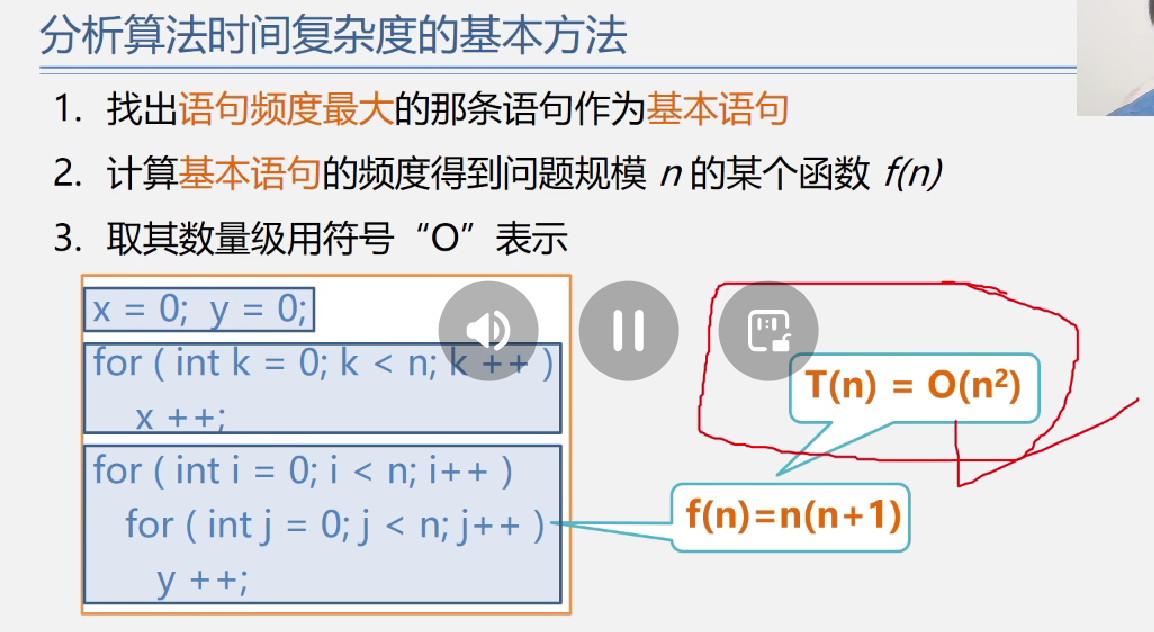 分析算法时间复杂度的基本方法
1. 找出语句频度最大的那条语句作为基本语句
2. 计算基本语句的频度得到问题规模 n 的某个函数 f(n)
3. 取其数量级用符号“O”表示
x = 0; y = 0;
for ( int k = 0; k < n; k ++ )
x ++;
for ( int i = 0; i < n; i++ )
for ( int j = 0; j < n; j++ )
y ++;
T(n) = O(n²)
f(n)=n(n+1)